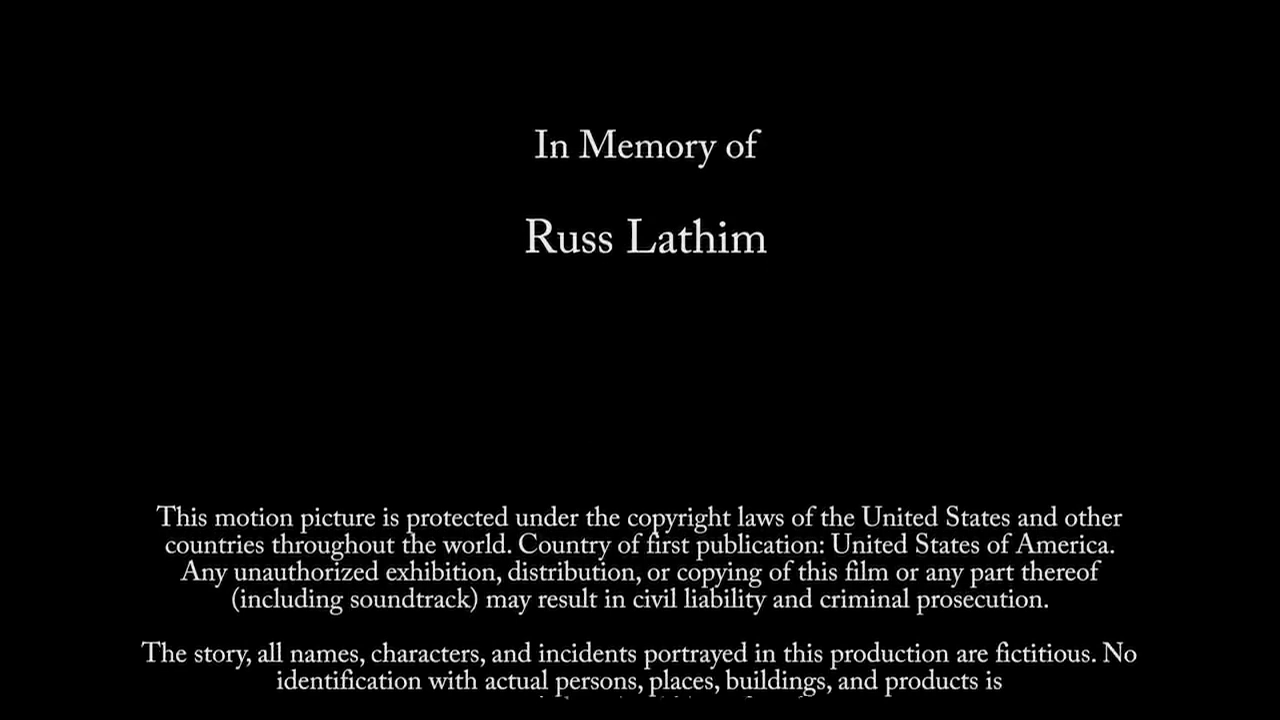 In Memory of
Russ Lathim
This motion picture is protected under the copyright laws of the United States and other
countries throughout the world. Country of first publication: United States of America.
Any unauthorized exhibition, distribution, or copying of this film or any part thereof
(including soundtrack) may result in civil liability and criminal prosecution.
The story, all names, characters, and incidents portrayed in this production are fictitious. No
identification with actual persons, places, buildings, and products is